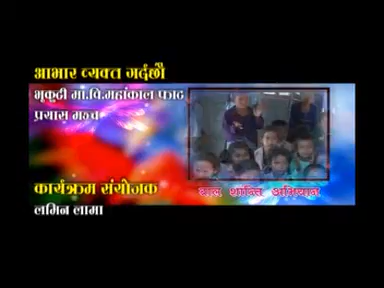 आभार व्यक्त गर्दछौं
भृकुटी मा.वि.महांकाल फाट
प्रयास मञ्च
बाल शान्ति अभियान
कार्यक्रम संयोजक
लमिन लामा